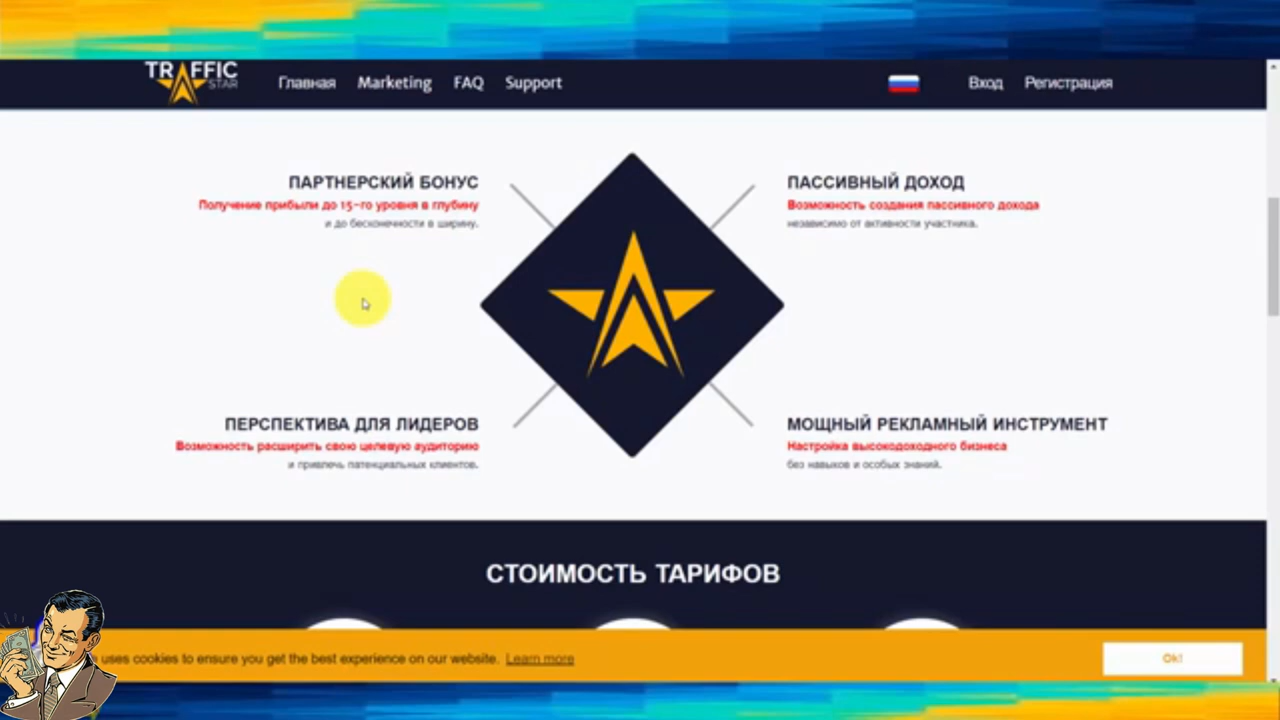 TRAFFIC
STAR
Главная Marketing FAQ Support
Вход Регистрация
ПАРТНЕРСКИЙ БОНУС
Получение прибыли до 15-го уровня в глубину
и до бесконечности в ширину.
ПАССИВНЫЙ ДОХОД
Возможность создания пассивного дохода
независимо от активности участника.
ПЕРСПЕКТИВА ДЛЯ ЛИДЕРОВ
Возможность расширить свою целевую аудиторию
и привлечь потенциальных клиентов.
МОЩНЫЙ РЕКЛАМНЫЙ ИНСТРУМЕНТ
Настройка высокодоходного бизнеса
без навыков и особых знаний.
СТОИМОСТЬ ТАРИФОВ
uses cookies to ensure you get the best experience on our website. Learn more
Ok!